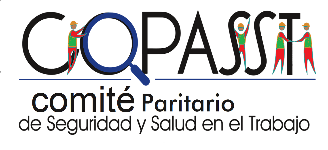 COPASST
comité Paritario
de Seguridad y Salud en el Trabajo